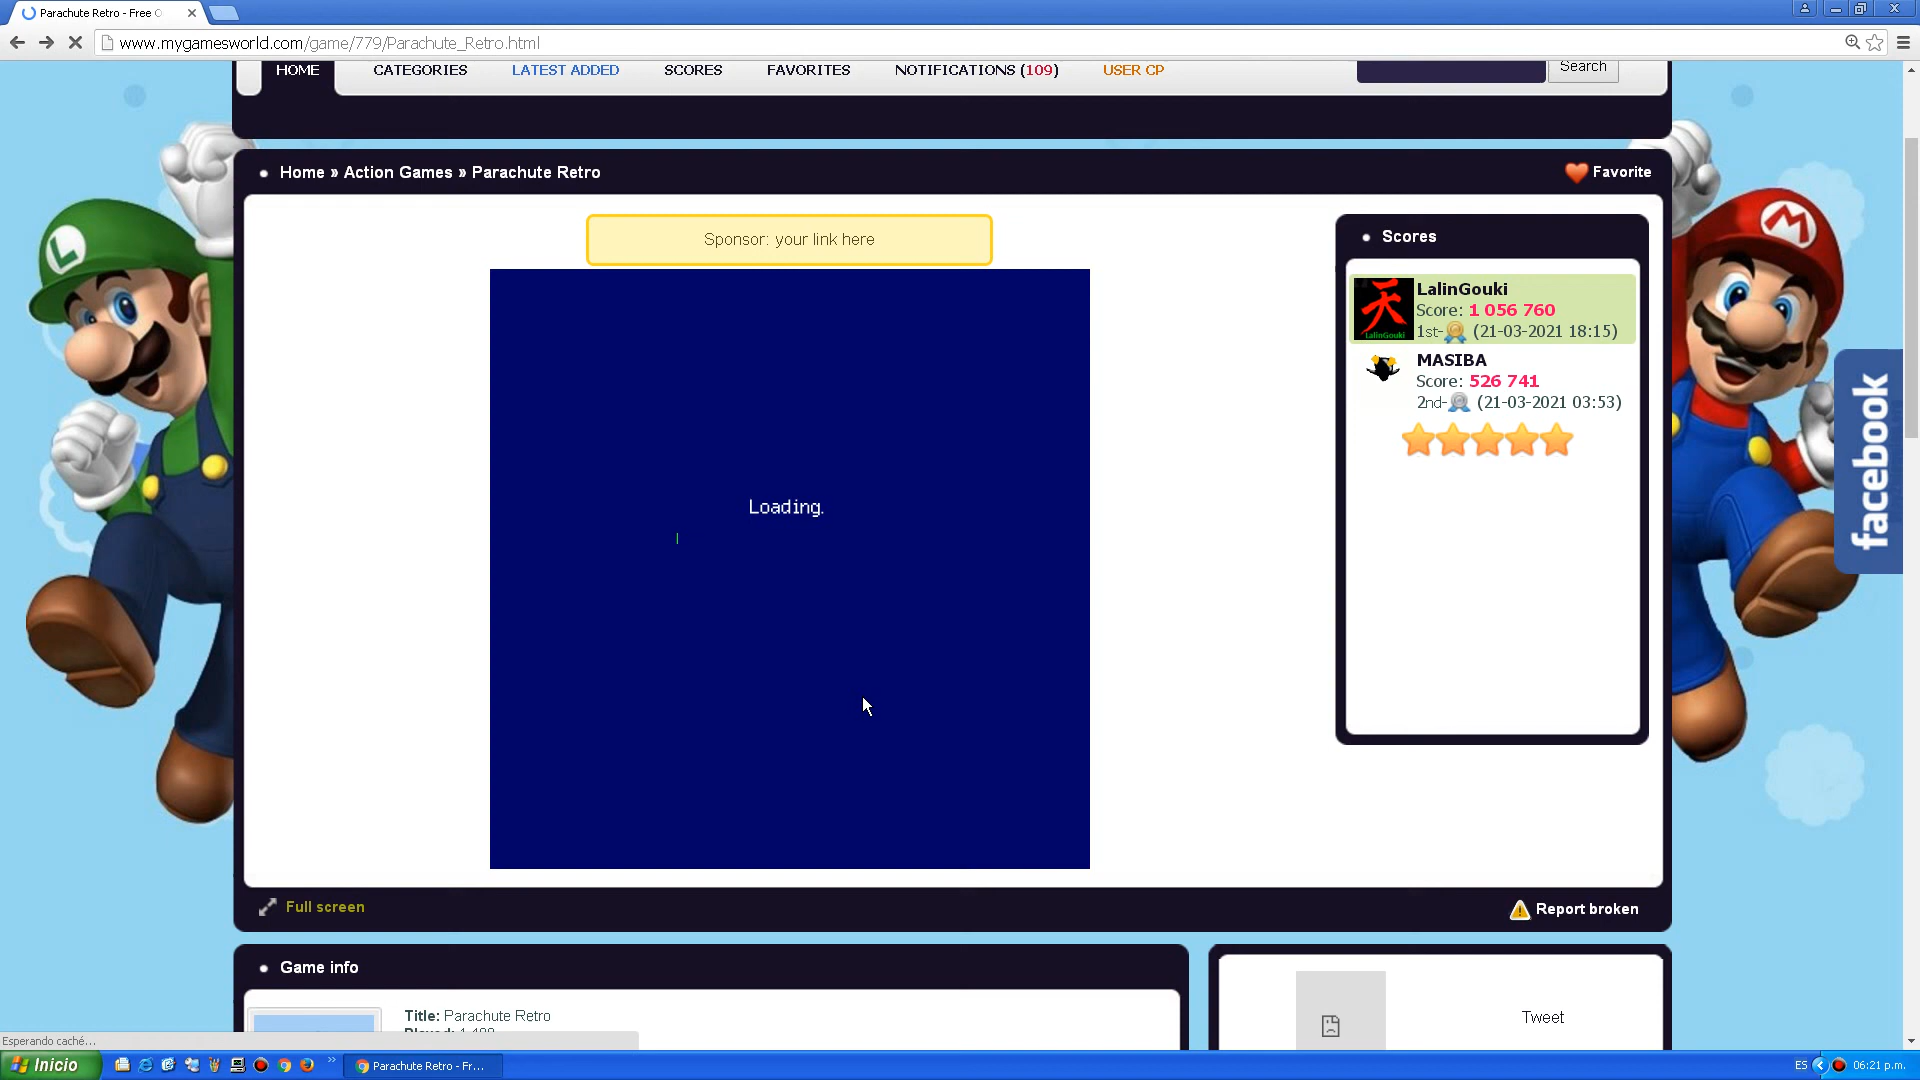 Parachute Retro - Free O
www.mygamesworld.com/game/779/Parachute_Retro.html
HOME CATEGORIES LATEST ADDED SCORES FAVORITES NOTIFICATIONS (109) USER CP Search
Home » Action Games » Parachute Retro
Favorite
Sponsor: your link here
Scores
LalinGouki
Score: 1 056 760
1st- (21-03-2021 18:15)
天
LalinGouki
MASIBA
Score: 526 741
2nd- (21-03-2021 03:53)
L
M
facebook
Loading.
Full screen
Report broken
Game info
Title: Parachute Retro
Tweet
Esperando caché...
Inicio
Parachute Retro - Fr...
ES
06:21 p.m.